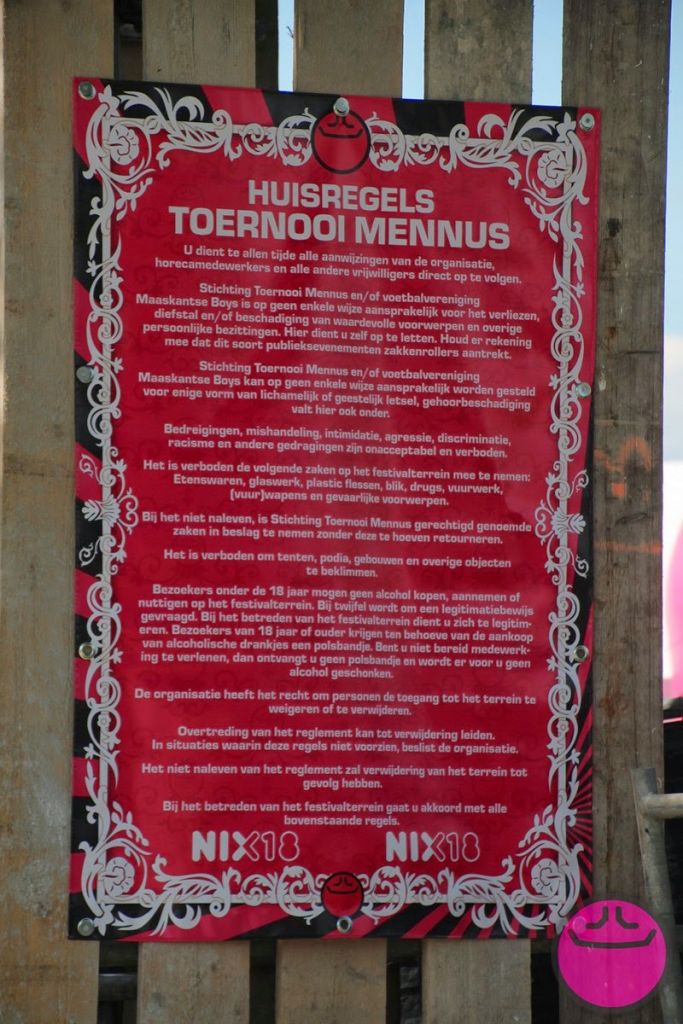 HUISREGELS
TOERNOOI MENNUS
U dient te allen tijde alle aanwijzingen van de organisatie,
horecamedewerkers en alle andere vrijwilligers direct op te volgen.
Stichting Toernooi Mennus en/of voetbalvereniging
Maaskantse Boys is op geen enkele wijze aansprakelijk voor het verliezen,
diefstal en/of beschadiging van waardevolle voorwerpen en overige
persoonlijke bezittingen. Hier dient u zelf op te letten. Houd er rekening
mee dat dit soort publieksevenementen zakkenrollers aantrekt.
Stichting Toernooi Mennus en/of voetbalvereniging
Maaskantse Boys kan op geen enkele wijze aansprakelijk worden gesteld
voor enige vorm van lichamelijk of geestelijk letsel, gehoorbeschadiging
valt hier ook onder.
Bedreigingen, mishandeling, intimidatie, agressie, discriminatie,
racisme en andere gedragingen zijn onacceptabel en verboden.
Het is verboden de volgende zaken op het festivalterrein mee te nemen:
Etenswaren, glaswerk, plastic flessen, blik, drugs, vuurwerk,
(vuur)wapens en gevaarlijke voorwerpen.
Bij het niet naleven, is Stichting Toernooi Mennus gerechtigd genoemde
zaken in beslag te nemen zonder deze te hoeven retourneren.
Het is verboden om tenten, podia, gebouwen en overige objecten
te beklimmen.
Bezoekers onder de 18 jaar mogen geen alcohol kopen, aannemen of
nuttigen op het festivalterrein. Bij twijfel wordt om een legitimatiebewijs
gevraagd. Bij het betreden van het festivalterrein dient u zich te legitim-
eren. Bezoekers van 18 jaar of ouder krijgen ten behoeve van de aankoop
van alcoholische drankjes een polsbandje. Bent u niet bereid medewerk-
ing te verlenen, dan ontvangt u geen polsbandje en wordt er voor u geen
alcohol geschonken.
De organisatie heeft het recht om personen de toegang tot het terrein te
weigeren of te verwijderen.
Overtreding van het reglement kan tot verwijdering leiden.
In situaties waarin deze regels niet voorzien, beslist de organisatie.
Het niet naleven van het reglement zal verwijdering van het terrein tot
gevolg hebben.
Bij het betreden van het festivalterrein gaat u akkoord met alle
bovenstaande regels.
NIX18 NIX18